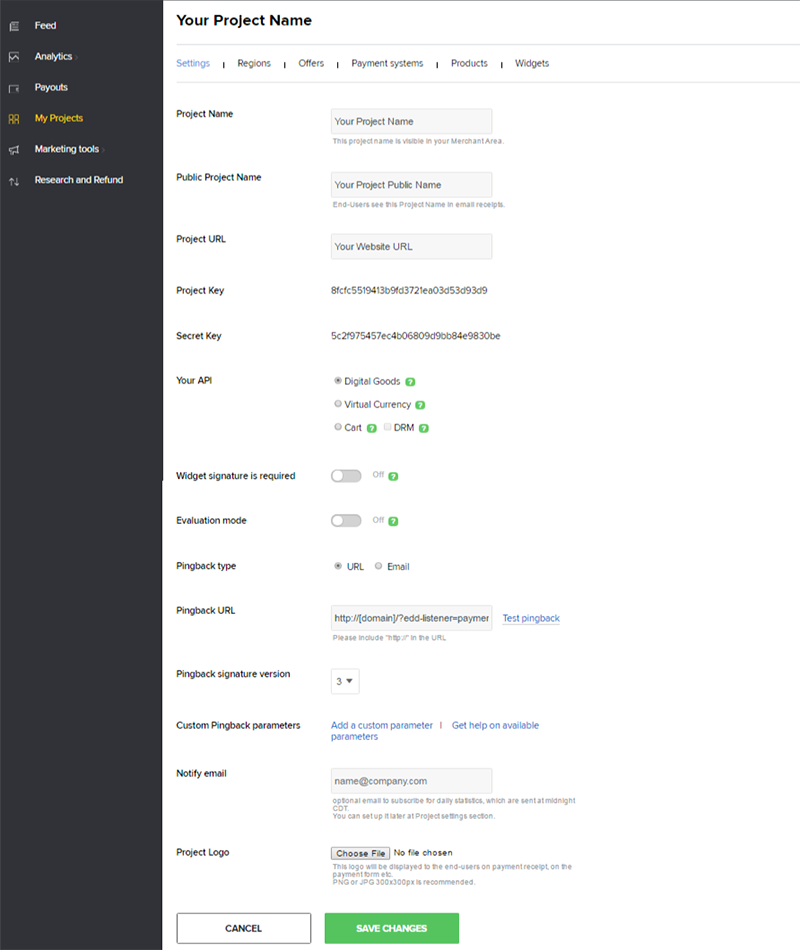 Feed
Analytics
Payouts
My Projects
Marketing tools
Research and Refund
Your Project Name
Settings | Regions | Offers | Payment systems | Products | Widgets
Project Name
Your Project Name
This project name is visible in your Merchant Area.
Public Project Name
Your Project Public Name
End-Users see this Project Name in email receipts.
Project URL
Your Website URL
Project Key 8fcfc5519413b9fd3721ea03d53d93d9
Secret Key 5c2f975457ec4b06809d9bb84e9830be
Your API
Digital Goods ?
Virtual Currency ?
Cart ? DRM ?
Widget signature is required Off ?
Evaluation mode Off ?
Pingback type URL Email
Pingback URL
http://[domain]/?edd-listener=paymer Test pingback
Please include "http://" in the URL
Pingback signature version
3
Custom Pingback parameters Add a custom parameter | Get help on available
parameters
Notify email
name@company.com
optional email to subscribe for daily statistics, which are sent at midnight
CDT.
You can set up it later at Project settings section.
Project Logo Choose File No file chosen
This logo will be displayed to the end-users on payment receipt, on the
payment form etc.
PNG or JPG 300x300px is recommended.
CANCEL SAVE CHANGES